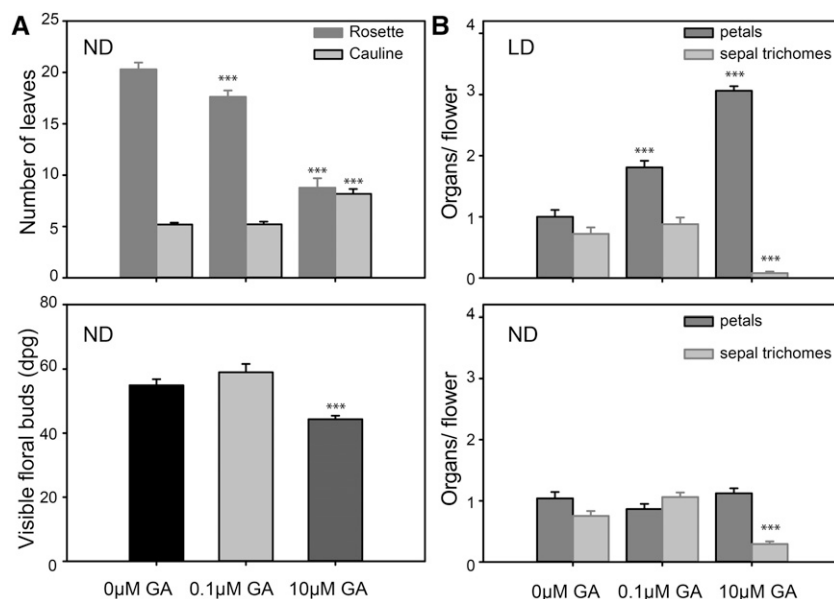 A
ND
Rosette
Cauline
Number of leaves
25
20
15
10
5
0
***
***
***
ND
Visible floral buds (dpg)
80
60
40
20
0
***
0µM GA
0.1µM GA
10µM GA
B
LD
petals
sepal trichomes
Organs/ flower
4
3
2
1
0
***
***
***
ND
petals
sepal trichomes
Organs/ flower
4
3
2
1
0
***
0µM GA
0.1µM GA
10µM GA